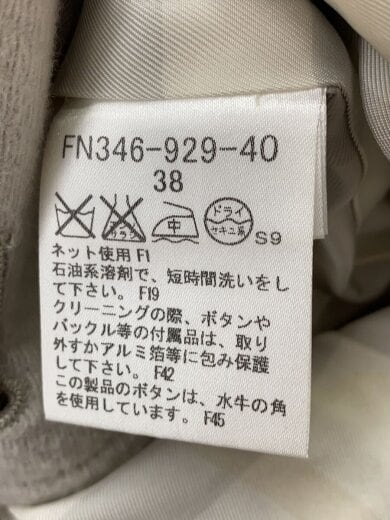 FN346-929-40
38
中 ドライ セキユ系 S9
ネット使用 F1
石油系溶剤で、短時間洗いをし
て下さい。F19
クリーニングの際、ボタンや
バックル等の付属品は、取り
外すかアルミ箔等に包み保護
して下さい。F42
この製品のボタンは、水牛の角
を使用しています。F45